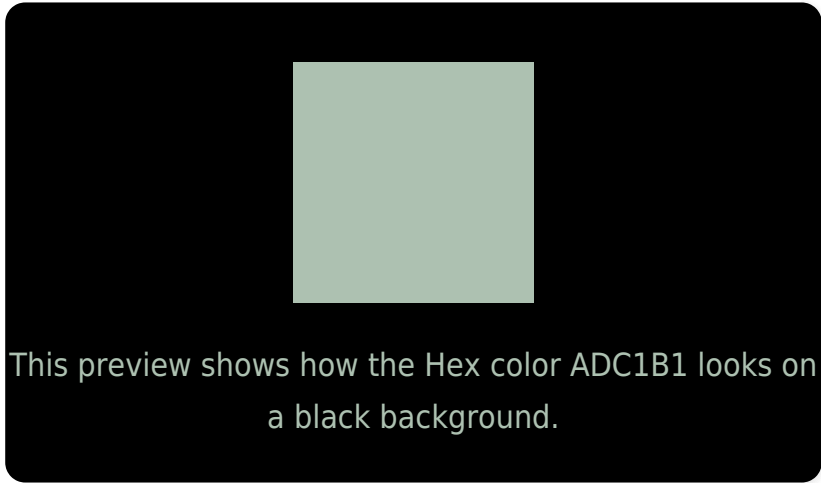 This preview shows how the Hex color ADC1B1 looks on
a black background.